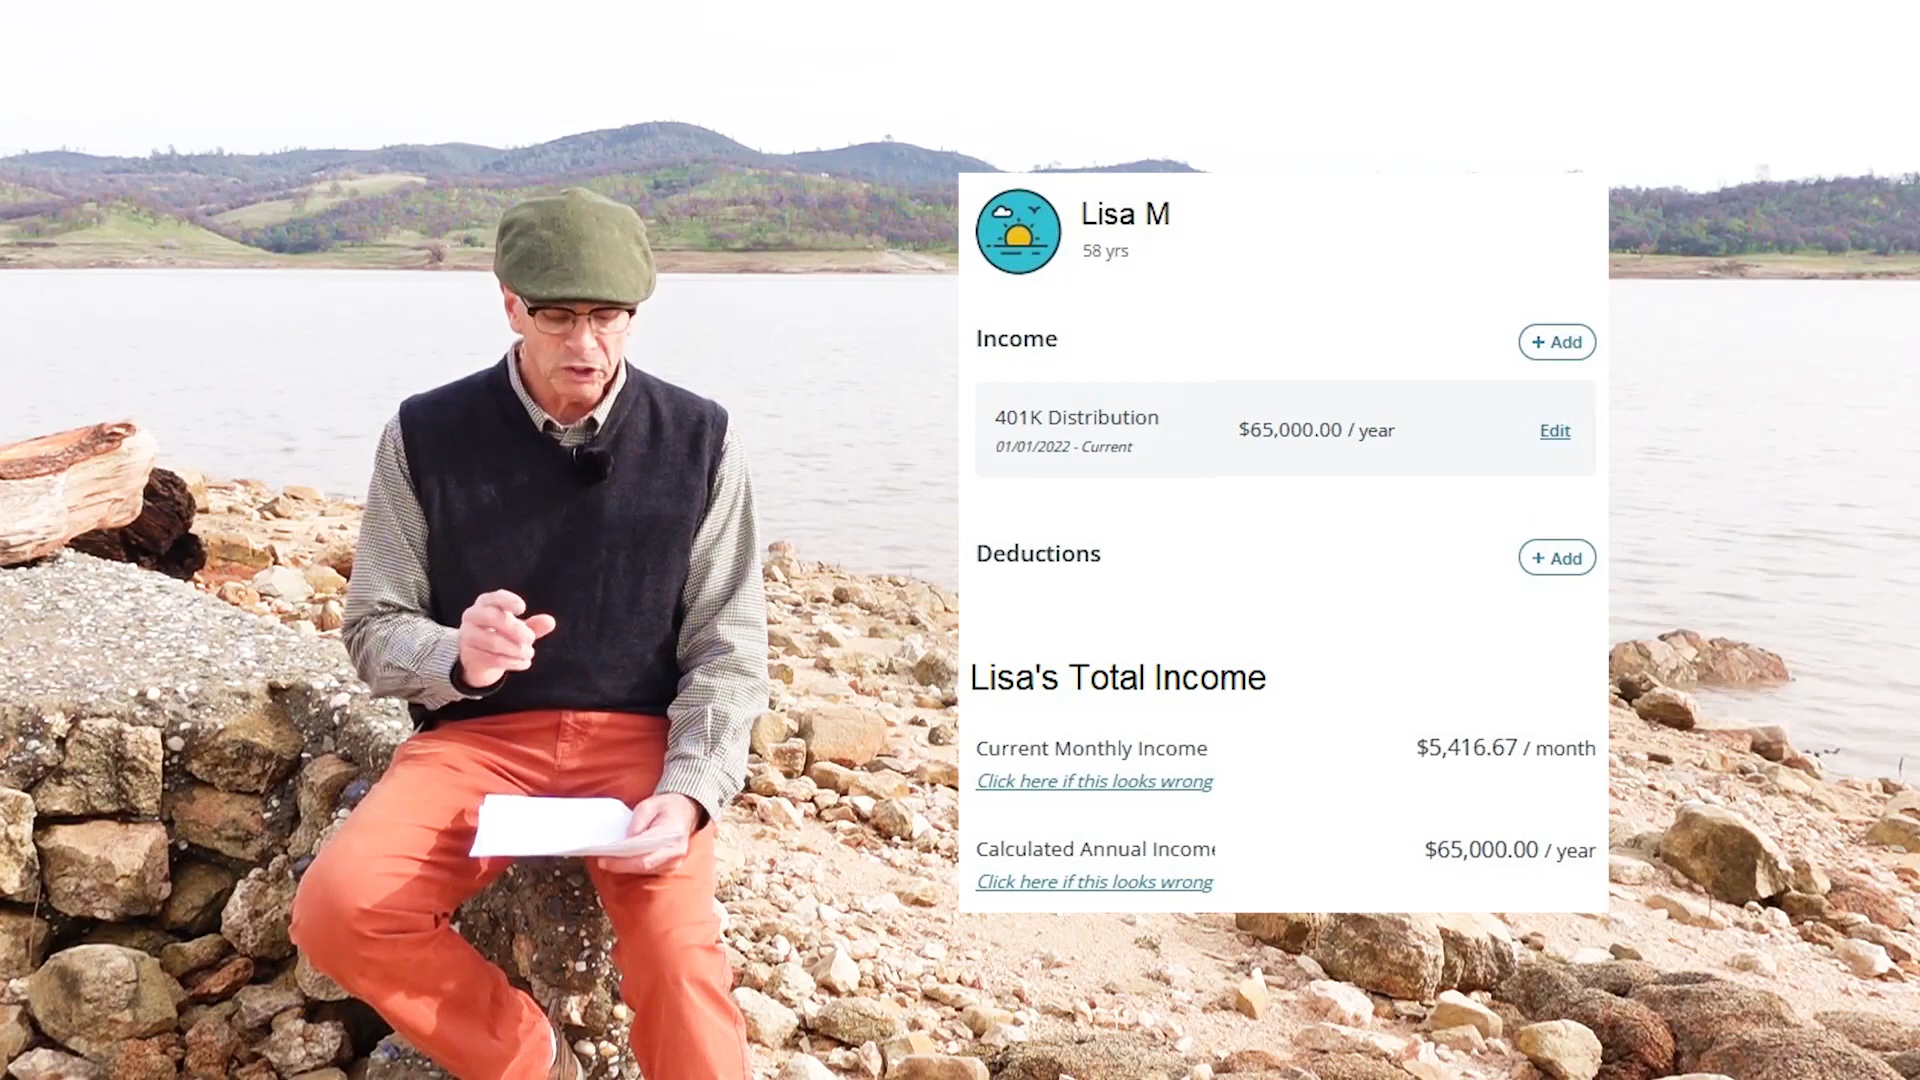 Lisa M
58 yrs
Income
+ Add
401K Distribution
$65,000.00 / year
Edit
01/01/2022 - Current
Deductions
+ Add
Lisa's Total Income
Current Monthly Income
$5,416.67 / month
Click here if this looks wrong
Calculated Annual Income
$65,000.00 / year
Click here if this looks wrong